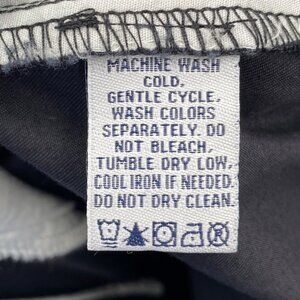 MACHINE WASH
COLD,
GENTLE CYCLE.
WASH COLORS
SEPARATELY. DO
NOT BLEACH,
TUMBLE DRY LOW,
COOL IRON IF NEEDED.
DO NOT DRY CLEAN.